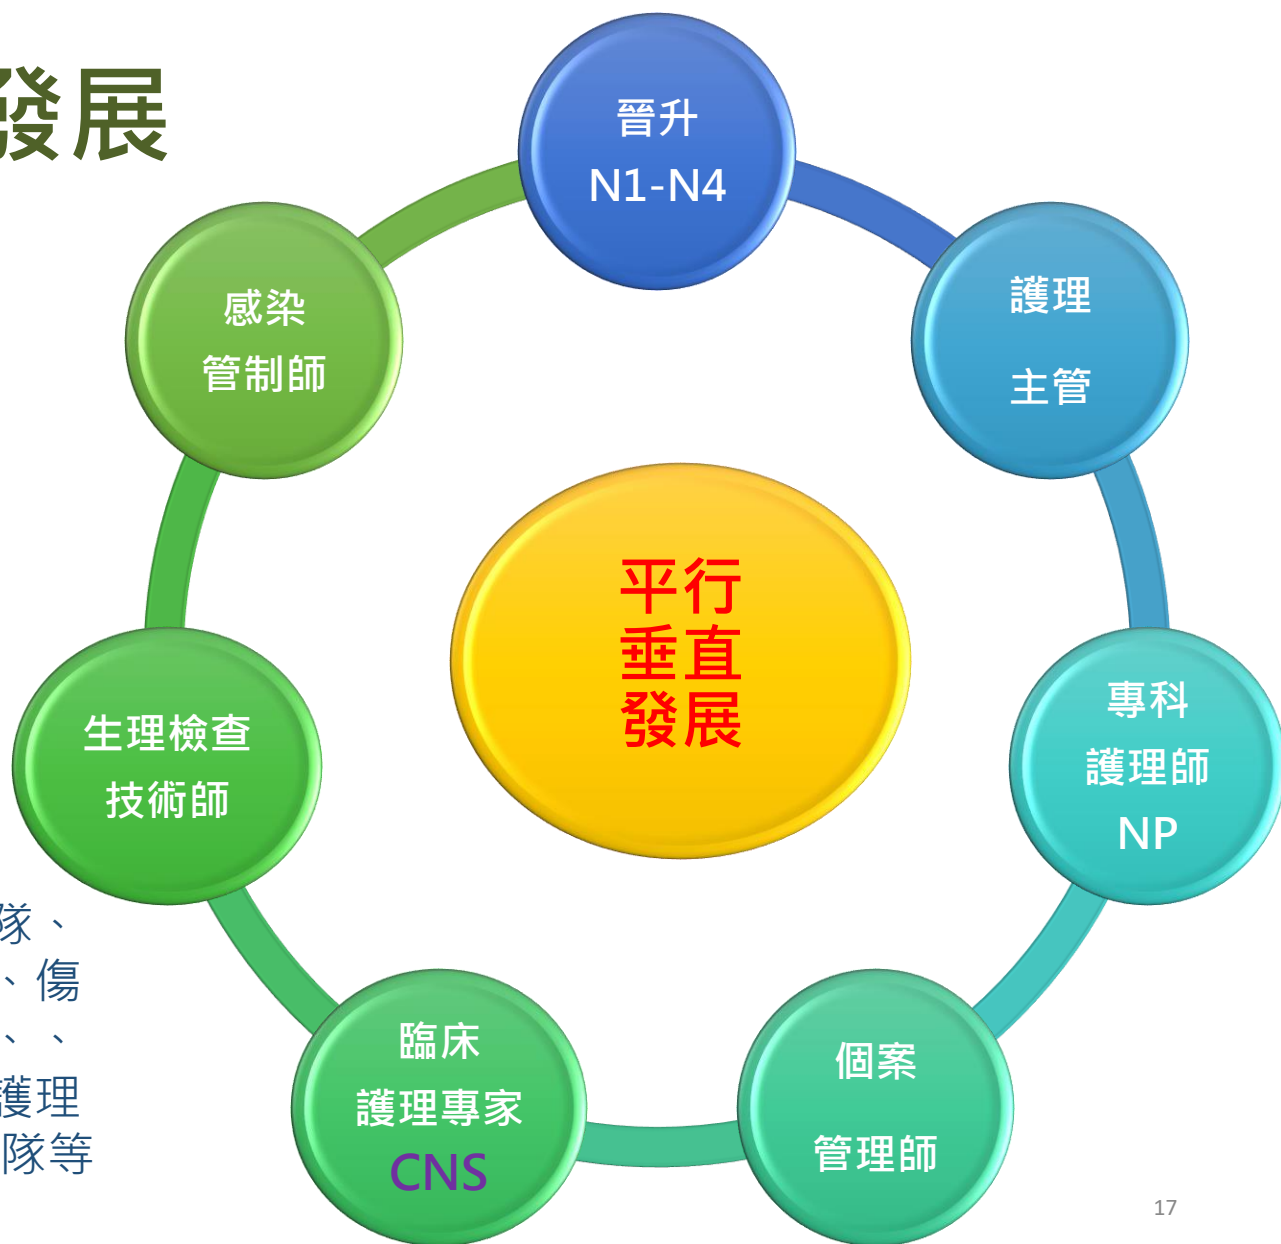 發展
晉升
N1-N4
護理
主管
專科
護理師
NP
個案
管理師
臨床
護理專家
CNS
生理檢查
技術師
感染
管制師
平行
垂直
發展
隊、
、傷
、、
護理
隊等
17